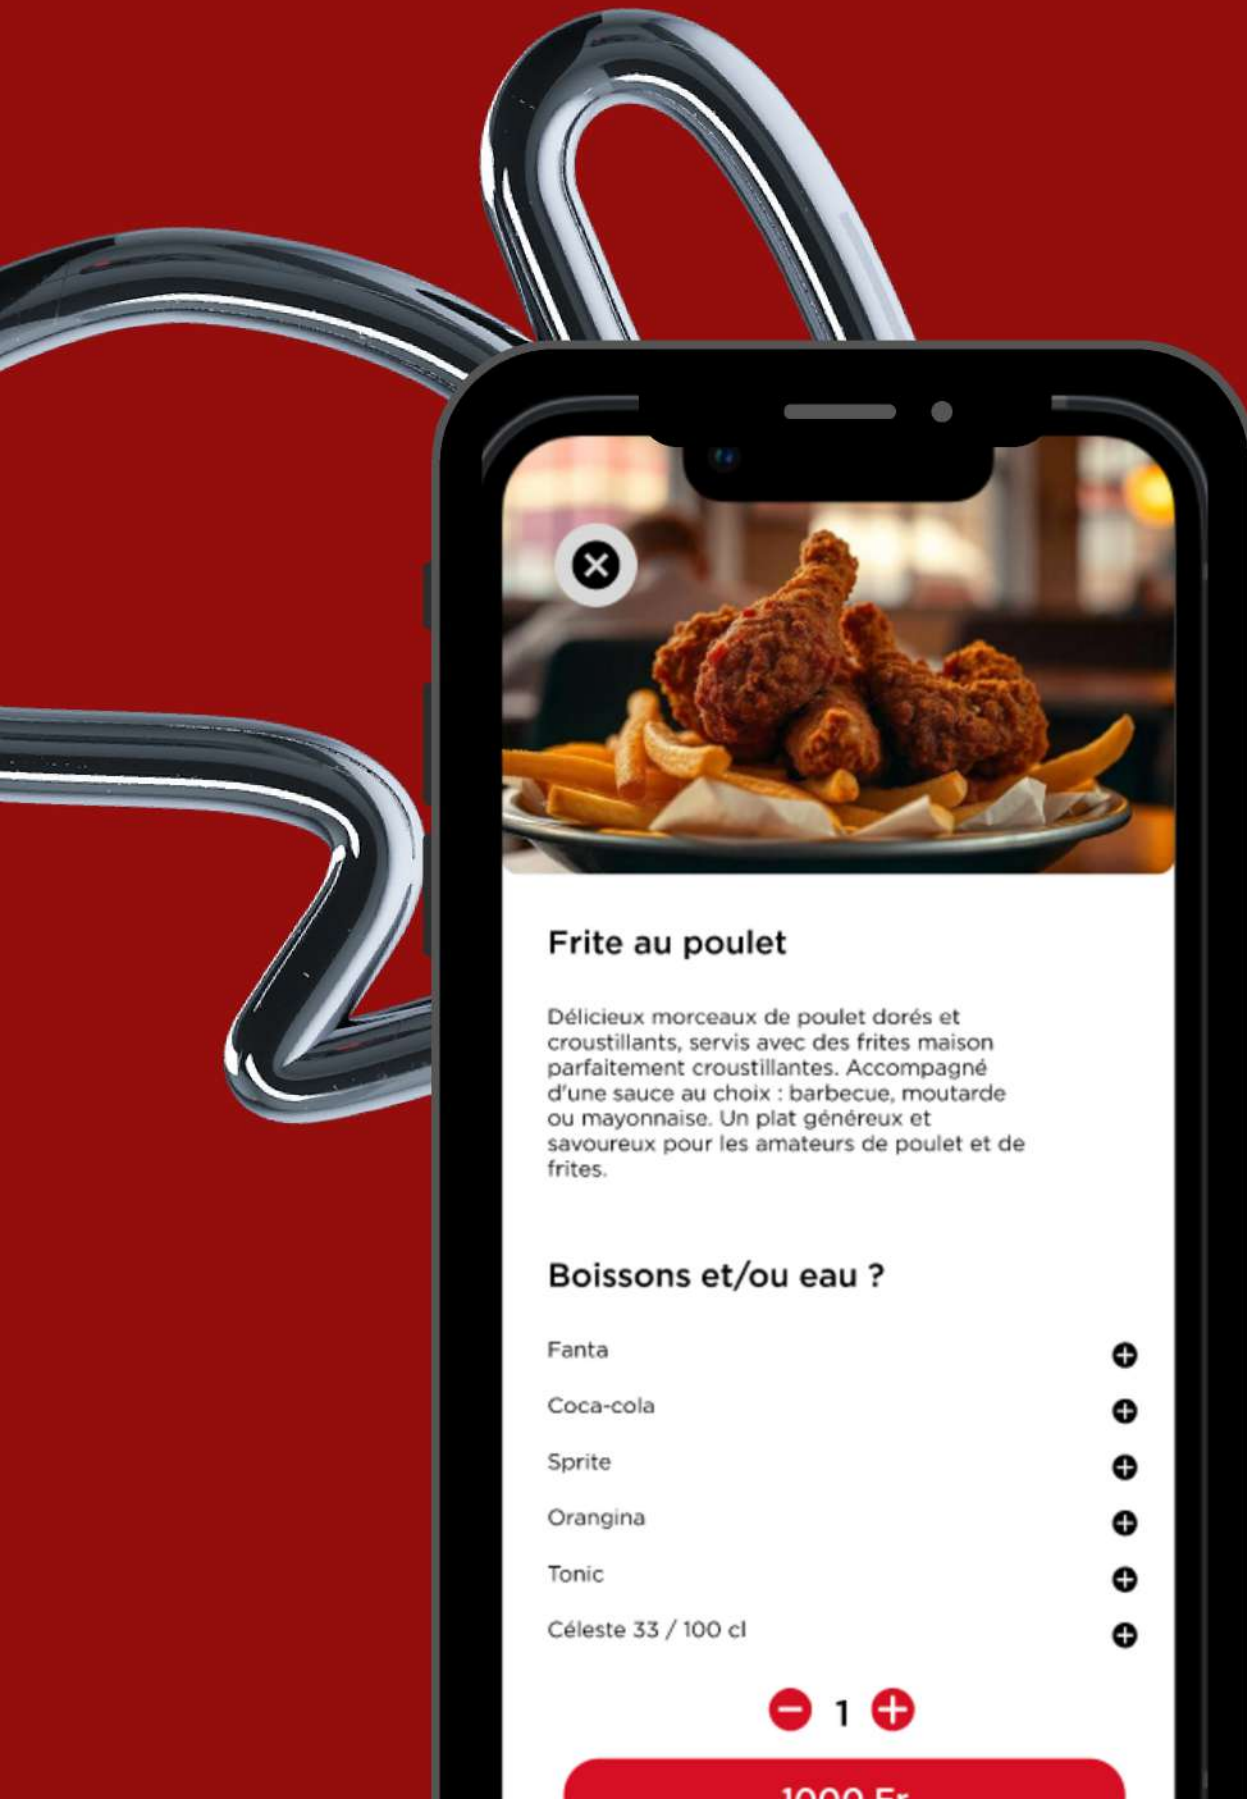 Frite au poulet
Délicieux morceaux de poulet dorés et
croustillants, servis avec des frites maison
parfaitement croustillantes. Accompagné
d'une sauce au choix : barbecue, moutarde
ou mayonnaise. Un plat généreux et
savoureux pour les amateurs de poulet et de
frites.
Boissons et/ou eau ?
Fanta
Coca-cola
Sprite
Orangina
Tonic
Céleste 33 / 100 cl
1
1000 Fr